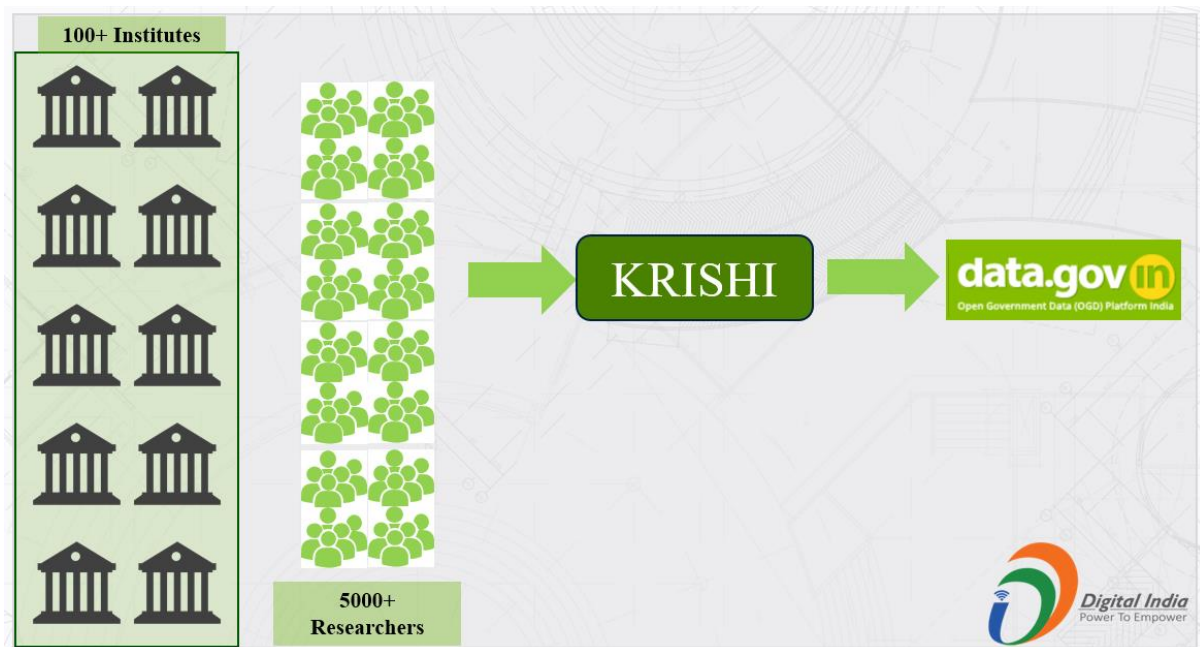 100+ Institutes
5000+
Researchers
KRISHI
data.gov in
Open Government Data (OGD) Platform India
Digital India
Power To Empower